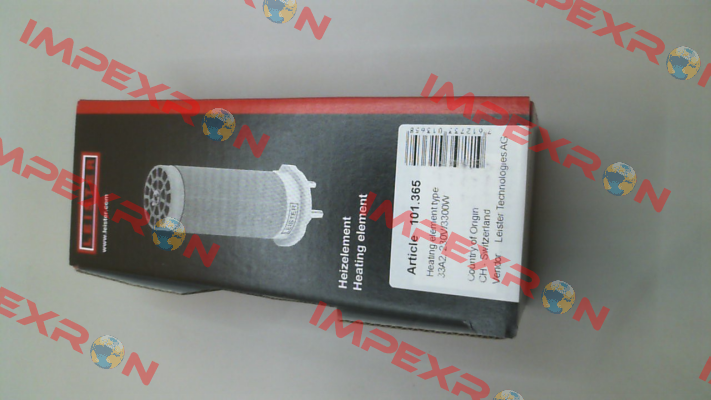 LEISTER
www.leister.com
Heizelement
Heating element
Article 101.365
Heating element type
33A2, 230V/3300W
Country of Origin
CH - Switzerland
Vendor Leister Technologies AG
IMPEXRON
IMPEXRON
IMPEXRON
IMPEXRON
IMPEXRON
IMPEXRON